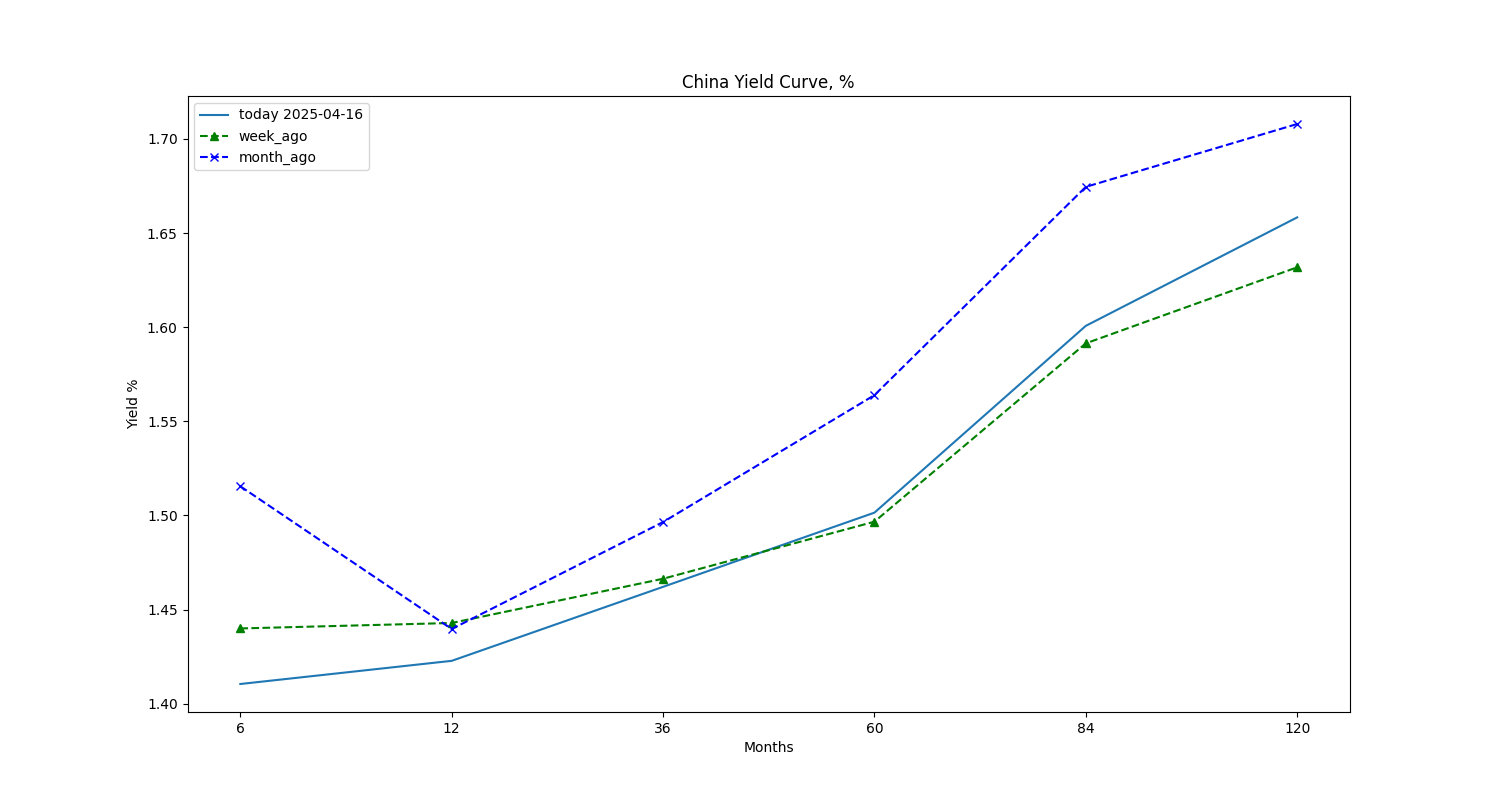 China Yield Curve, %
today 2025-04-16
week_ago
month_ago
1.70
1.65
1.60
1.55
1.50
1.45
1.40
Yield %
6 12 36 60 84 120
Months